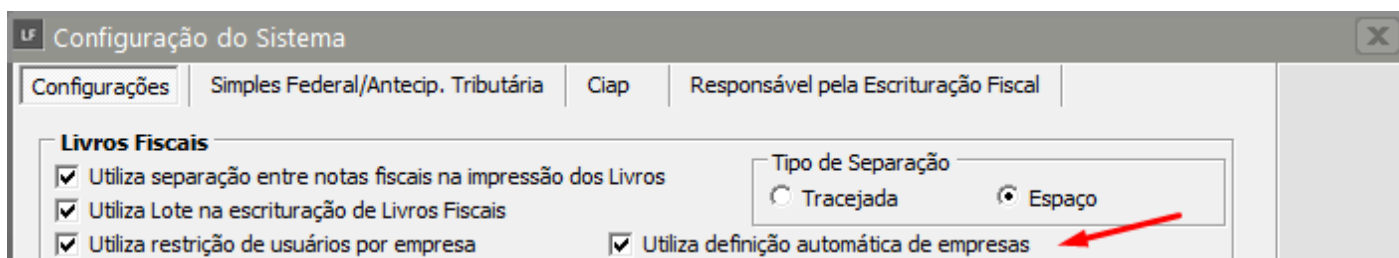 LF Configuração do Sistema
Configurações Simples Federal/Antecip. Tributária Ciap Responsável pela Escrituração Fiscal
Livros Fiscais
Utiliza separação entre notas fiscais na impressão dos Livros
Tipo de Separação
Tracejada Espaço
Utiliza Lote na escrituração de Livros Fiscais
Utiliza restrição de usuários por empresa Utiliza definição automática de empresas